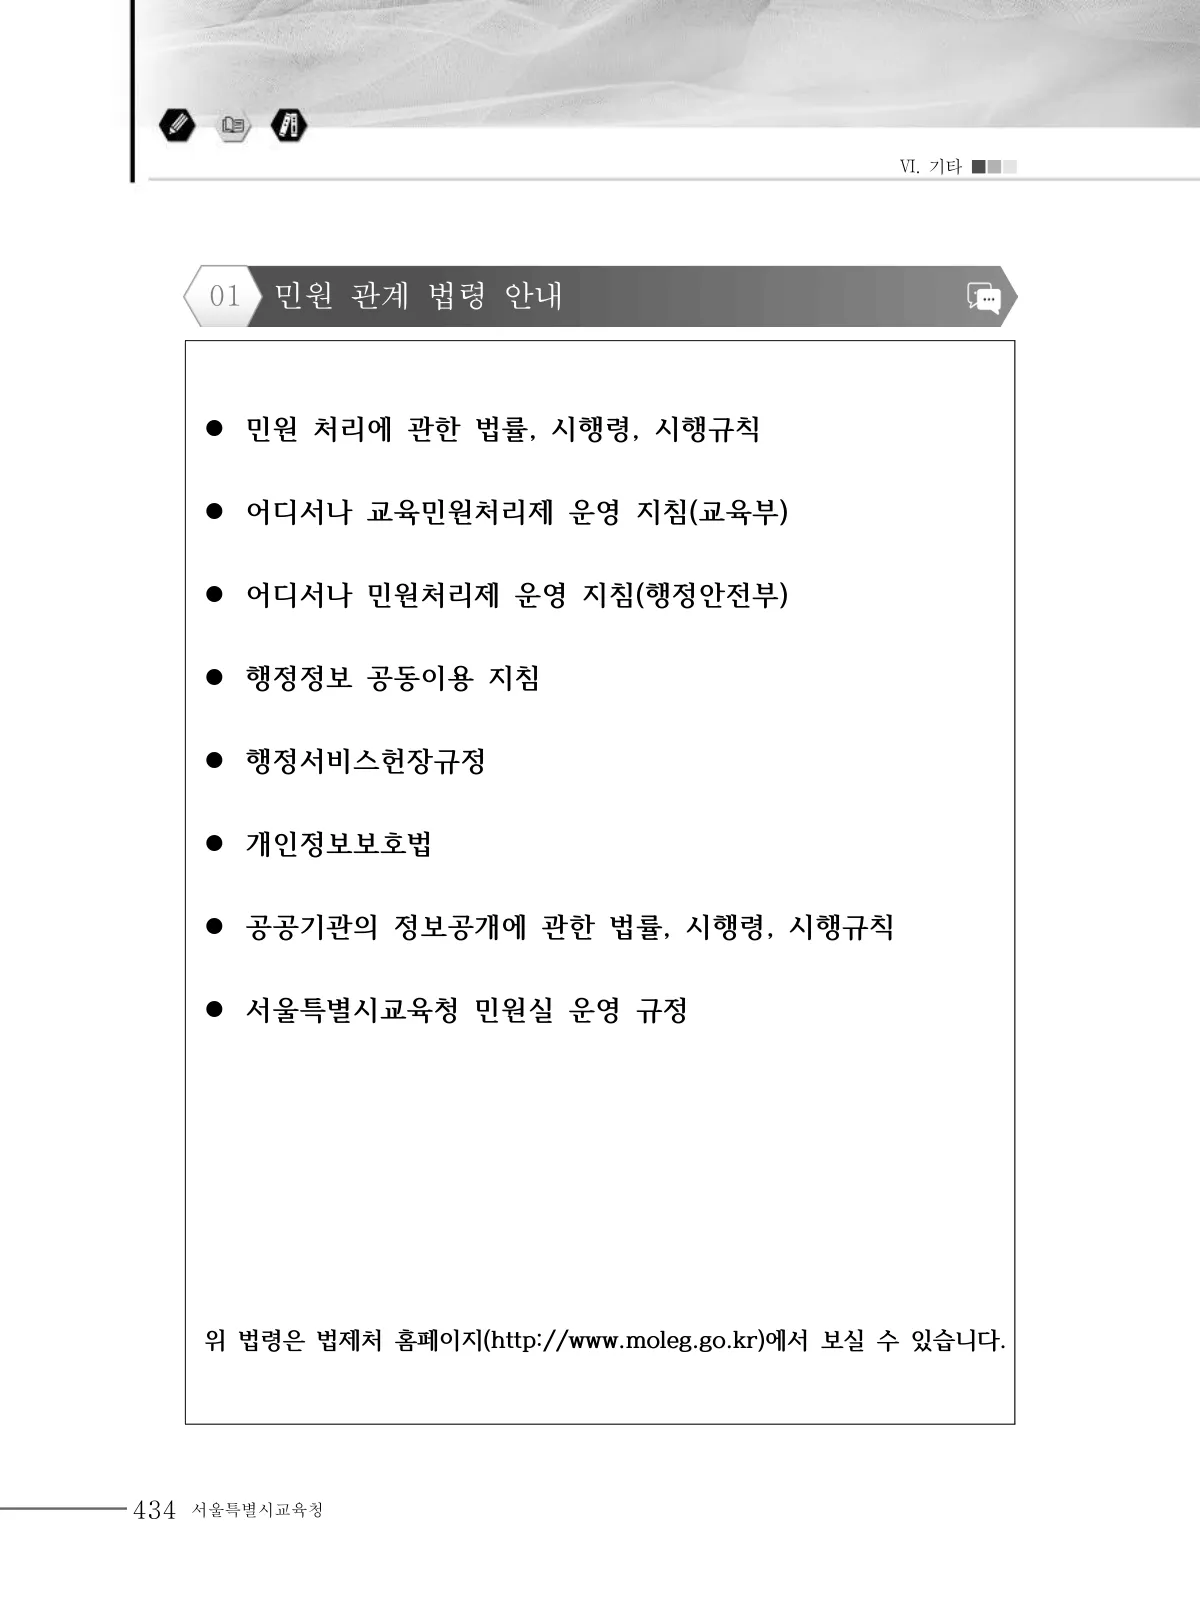 Ⅵ. 기타
01 민원 관계 법령 안내
● 민원 처리에 관한 법률, 시행령, 시행규칙
● 어디서나 교육민원처리제 운영 지침(교육부)
● 어디서나 민원처리제 운영 지침(행정안전부)
● 행정정보 공동이용 지침
● 행정서비스헌장규정
● 개인정보보호법
● 공공기관의 정보공개에 관한 법률, 시행령, 시행규칙
● 서울특별시교육청 민원실 운영 규정
위 법령은 법제처 홈페이지(http://www.moleg.go.kr)에서 보실 수 있습니다.
434 서울특별시교육청